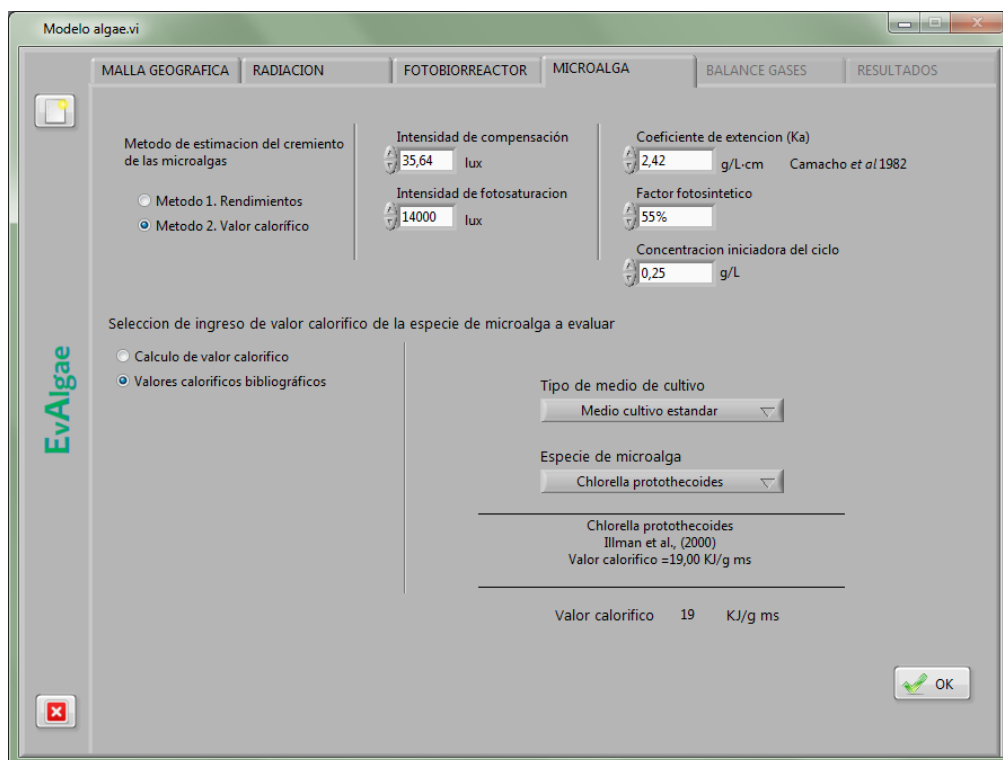 Modelo algae.vi
MALLA GEOGRAFICA
RADIACION
FOTOBIORREACTOR
MICROALGA
BALANCE GASES
RESULTADOS
Metodo de estimacion del cremiento
de las microalgas
Metodo 1. Rendimientos
Metodo 2. Valor calorífico
Intensidad de compensación
35,64 lux
Intensidad de fotosaturacion
14000 lux
Coeficiente de extencion (Ka)
2,42 g/L·cm Camacho et al 1982
Factor fotosintetico
55%
Concentracion iniciadora del ciclo
0,25 g/L
Seleccion de ingreso de valor calorifico de la especie de microalga a evaluar
Calculo de valor calorifico
Valores calorificos bibliográficos
Tipo de medio de cultivo
Medio cultivo estandar
Especie de microalga
Chlorella protothecoides
Chlorella protothecoides
Illman et al., (2000)
Valor calorifico =19,00 KJ/g ms
Valor calorifico 19 KJ/g ms
OK
EvAlgae